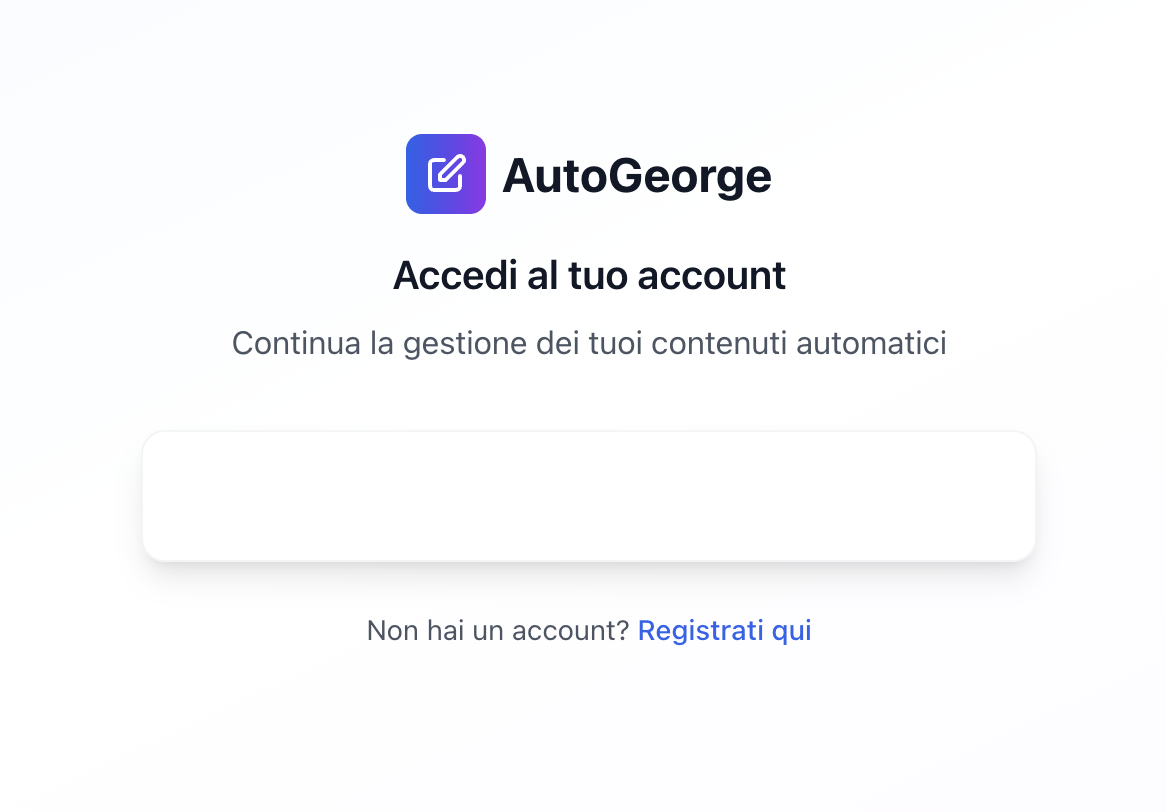 AutoGeorge
Accedi al tuo account
Continua la gestione dei tuoi contenuti automatici
Non hai un account? Registrati qui